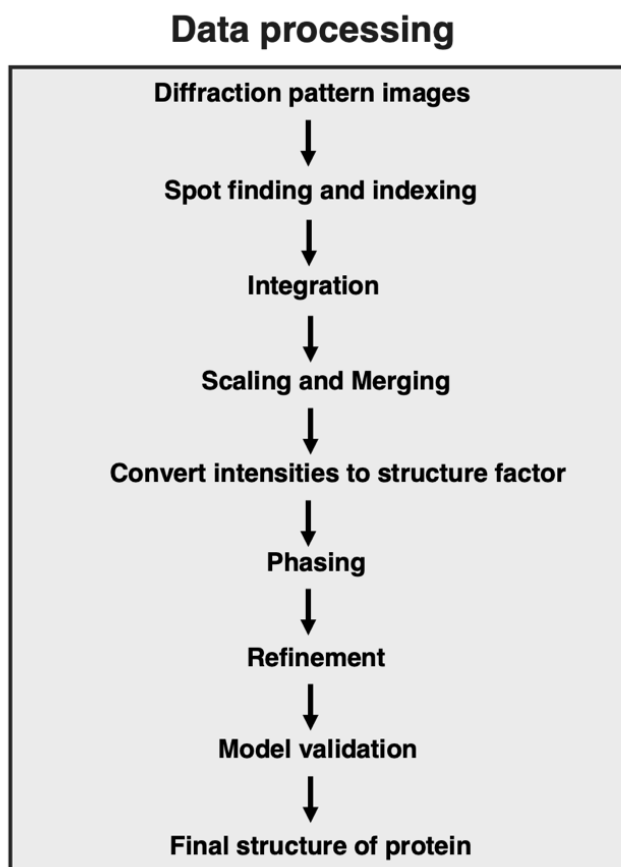 Data processing
Diffraction pattern images
Spot finding and indexing
Integration
Scaling and Merging
Convert intensities to structure factor
Phasing
Refinement
Model validation
Final structure of protein